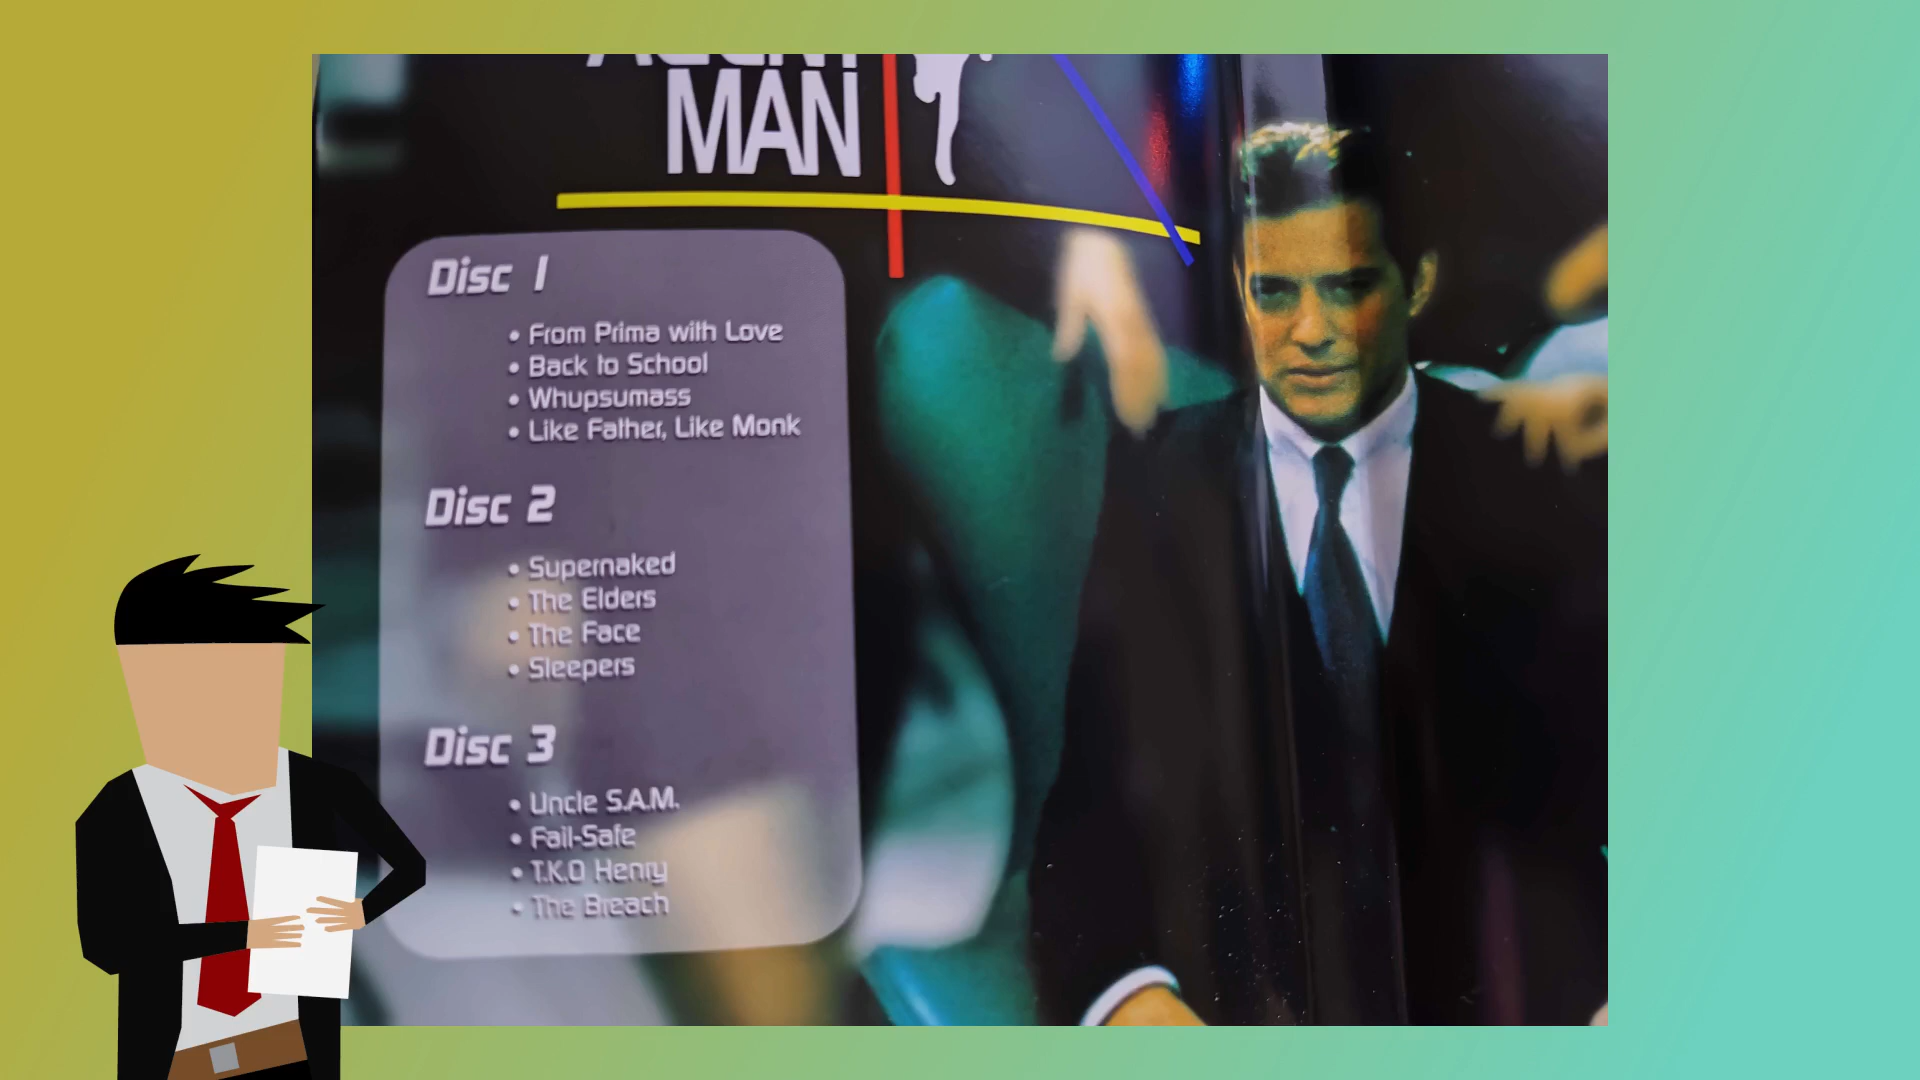 AGENT
MAN
Disc 1
• From Prima with Love
• Back to School
• Whupsumass
• Like Father, Like Monk
Disc 2
• Supernaked
• The Elders
• The Face
• Sleepers
Disc 3
• Uncle S.A.M.
• Fail-Safe
• T.K.O Henry
• The Breach